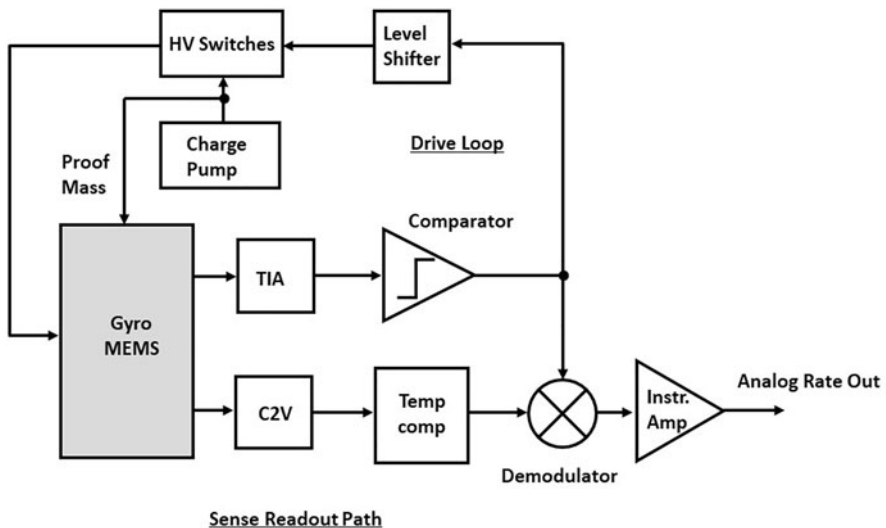 HV Switches
Level
Shifter
Charge
Pump
Drive Loop
Proof
Mass
Comparator
TIA
Gyro
MEMS
C2V
Temp
comp
Demodulator
Instr.
Amp
Analog Rate Out
Sense Readout Path